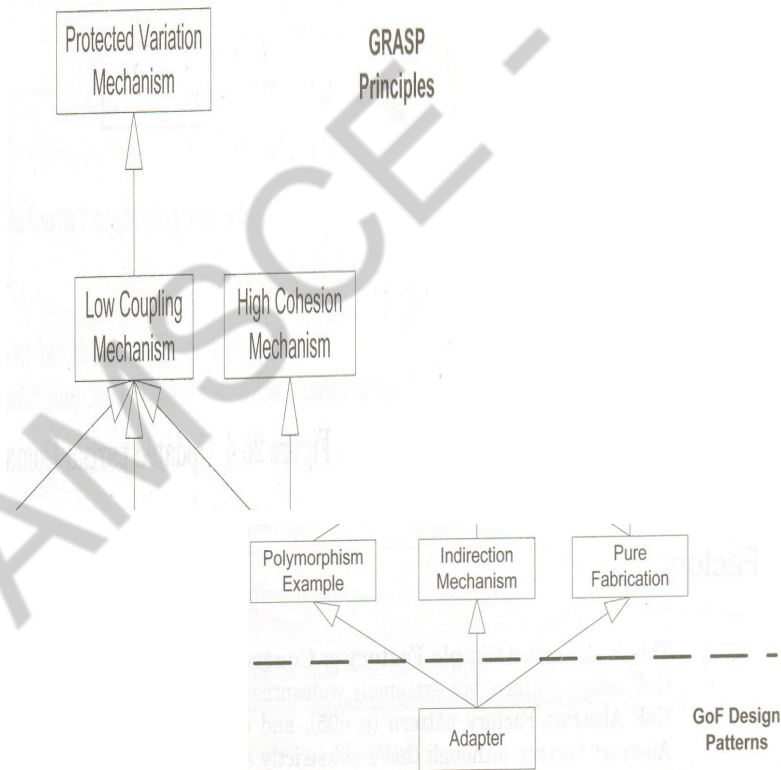 Protected Variation
Mechanism
GRASP
Principles
Low Coupling
Mechanism
High Cohesion
Mechanism
Polymorphism
Example
Indirection
Mechanism
Pure
Fabrication
Adapter
GoF Design
Patterns
AMSCE -